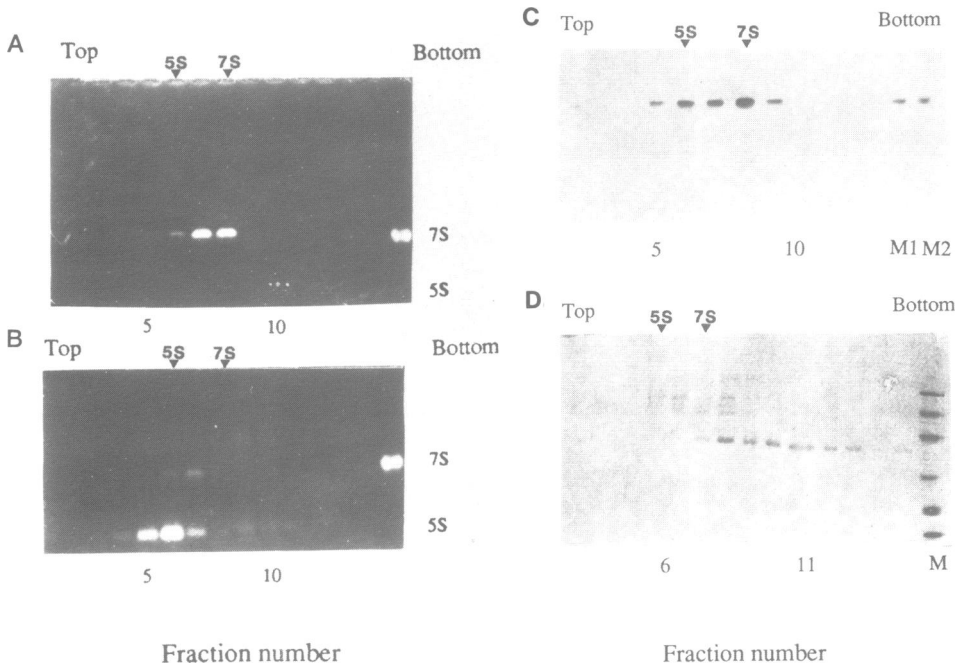 A
Top
5S
7S
Bottom
7S
5S
5
10
B
Top
5S
7S
Bottom
7S
5S
5
10
Fraction number
C
Top
5S
7S
Bottom
5
10
M1 M2
D
Top
5S
7S
Bottom
6
11
M
Fraction number